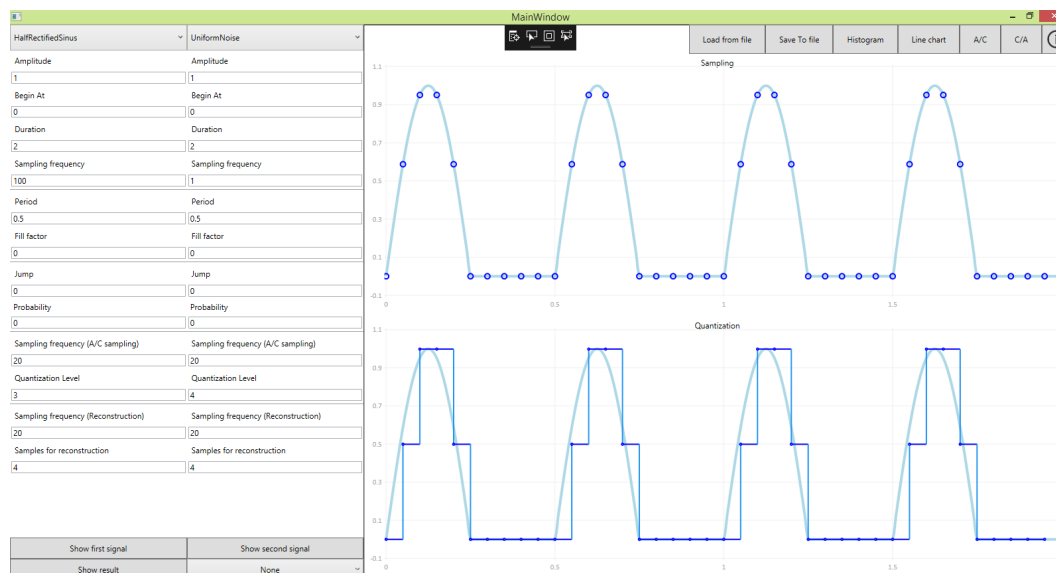 MainWindow
HalfRectifiedSinus UniformNoise
Load from file Save To file Histogram Line chart A/C C/A
Amplitude Amplitude
1 1
Begin At Begin At
0 0
Duration Duration
2 2
Sampling frequency Sampling frequency
100 1
Period Period
0.5 0.5
Fill factor Fill factor
0 0
Jump Jump
0 0
Probability Probability
0 0
Sampling frequency (A/C sampling) Sampling frequency (A/C sampling)
20 20
Quantization Level Quantization Level
3 4
Sampling frequency (Reconstruction) Sampling frequency (Reconstruction)
20 20
Samples for reconstruction Samples for reconstruction
4 4
Show first signal Show second signal
Show result None
Sampling
1.1
0.9
0.7
0.5
0.3
0.1
-0.1
0 0.5 1 1.5
Quantization
1.1
0.9
0.7
0.5
0.3
0.1
-0.1
0 0.5 1 1.5